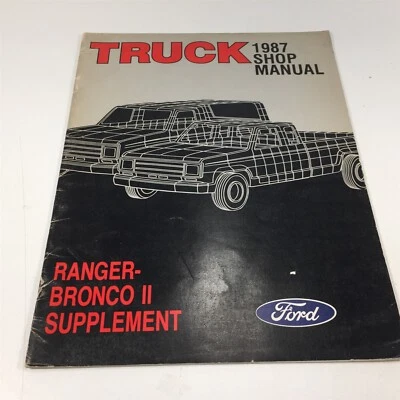 TRUCK
1987
SHOP
MANUAL
RANGER-
BRONCO II
SUPPLEMENT
Ford